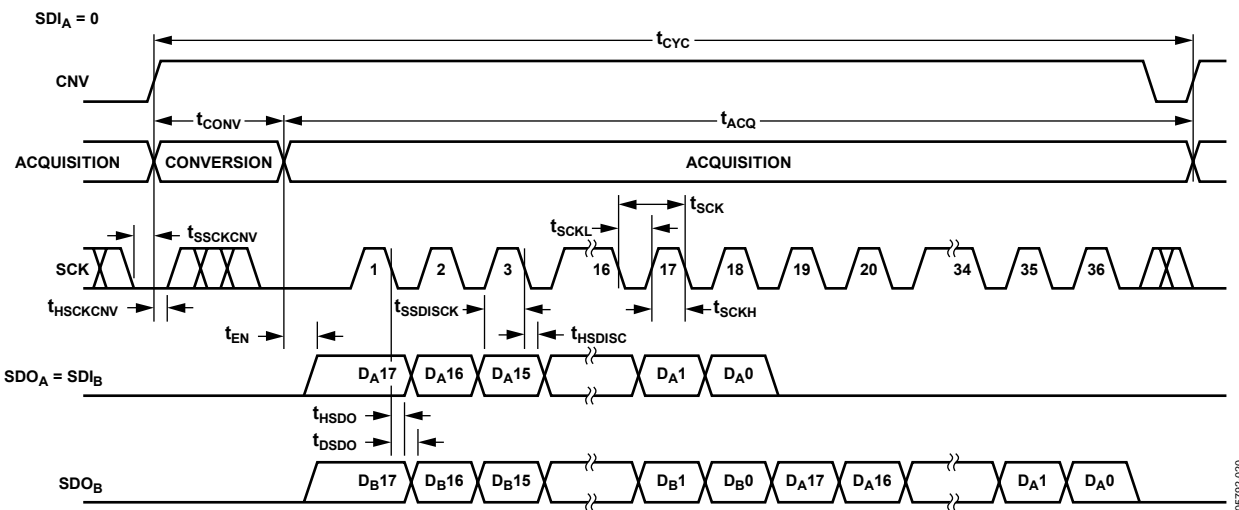 SDIA = 0
tCYC
CNV
tCONV
tACQ
ACQUISITION CONVERSION ACQUISITION
tSCK
tSCKL
tSSCKCNV
SCK 1 2 3 16 17 18 19 20 34 35 36
tHSCKCNV
tSSDISCK
tSCKH
tEN
tHSDISC
SDOA = SDIB DA17 DA16 DA15 DA1 DA0
tHSDO
tDSDO
SDOB DB17 DB16 DB15 DB1 DB0 DA17 DA16 DA1 DA0